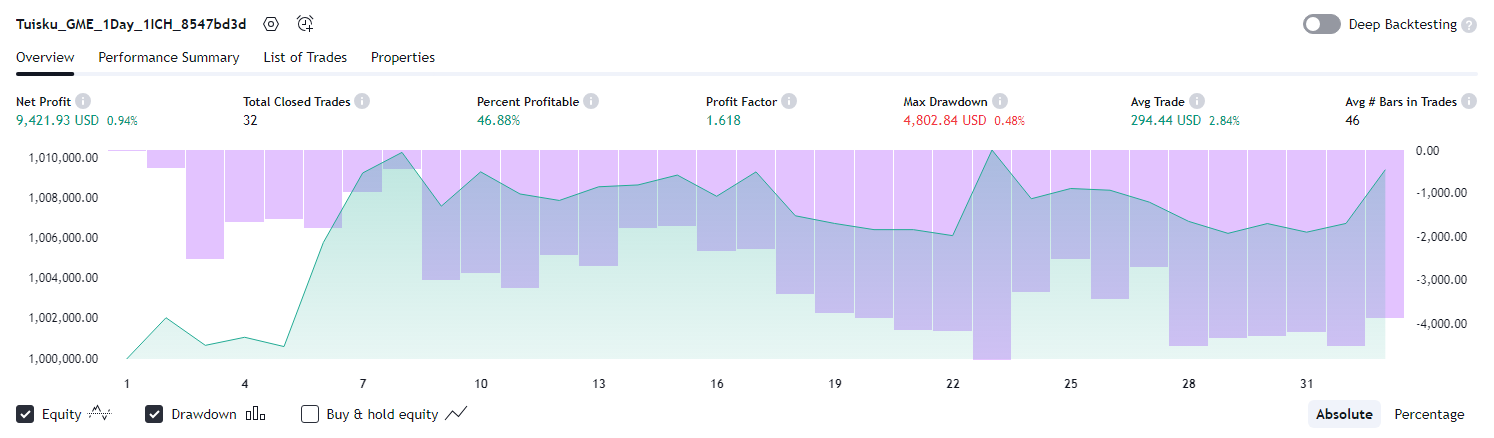 Tuisku_GME_1Day_1ICH_8547bd3d Deep Backtesting ?
Overview Performance Summary List of Trades Properties
Net Profit i Total Closed Trades i Percent Profitable i Profit Factor i Max Drawdown i Avg Trade i Avg # Bars in Trades i
9,421.93 USD 0.94% 32 46.88% 1.618 4,802.84 USD 0.48% 294.44 USD 2.84% 46
1,010,000.00 0.00
1,008,000.00 -1,000.00
1,006,000.00 -2,000.00
1,004,000.00 -3,000.00
1,002,000.00 -4,000.00
1,000,000.00
1 4 7 10 13 16 19 22 25 28 31
Equity Drawdown Buy & hold equity Absolute Percentage